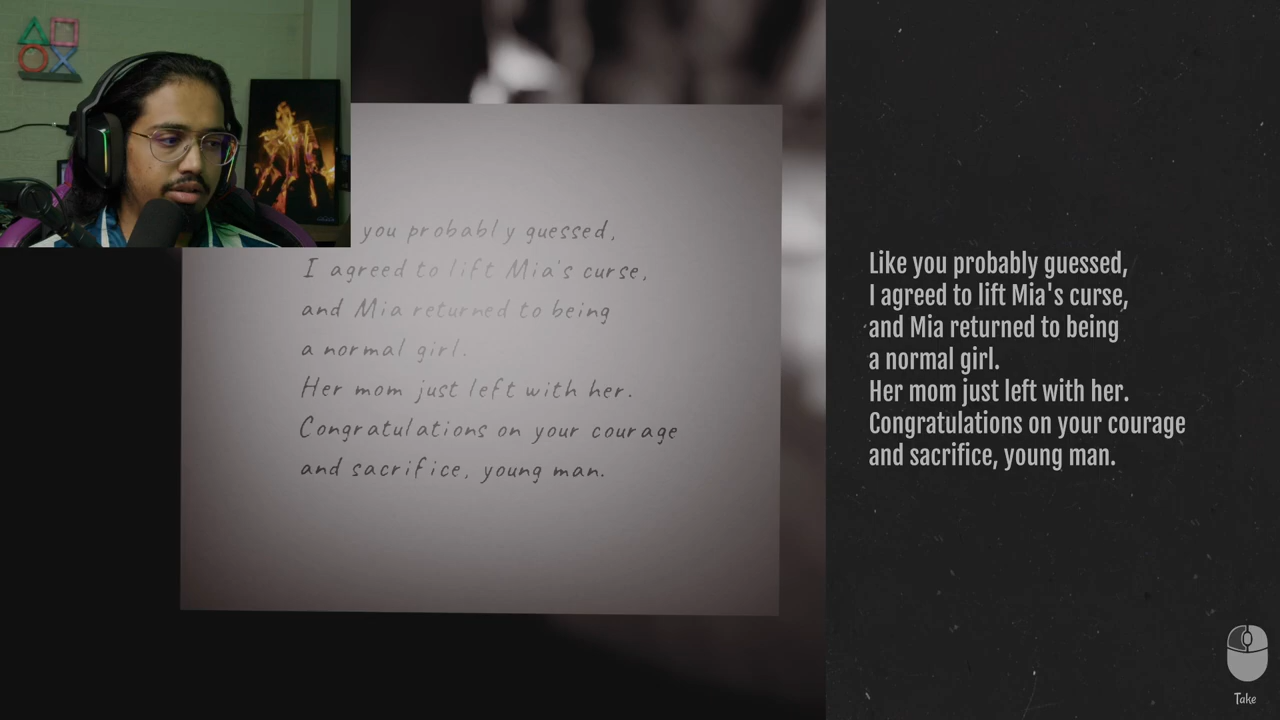 you probably guessed,
I agreed to lift Mia's curse,
and Mia returned to being
a normal girl.
Her mom just left with her.
Congratulations on your courage
and sacrifice, young man.
Like you probably guessed,
I agreed to lift Mia's curse,
and Mia returned to being
a normal girl.
Her mom just left with her.
Congratulations on your courage
and sacrifice, young man.
Take